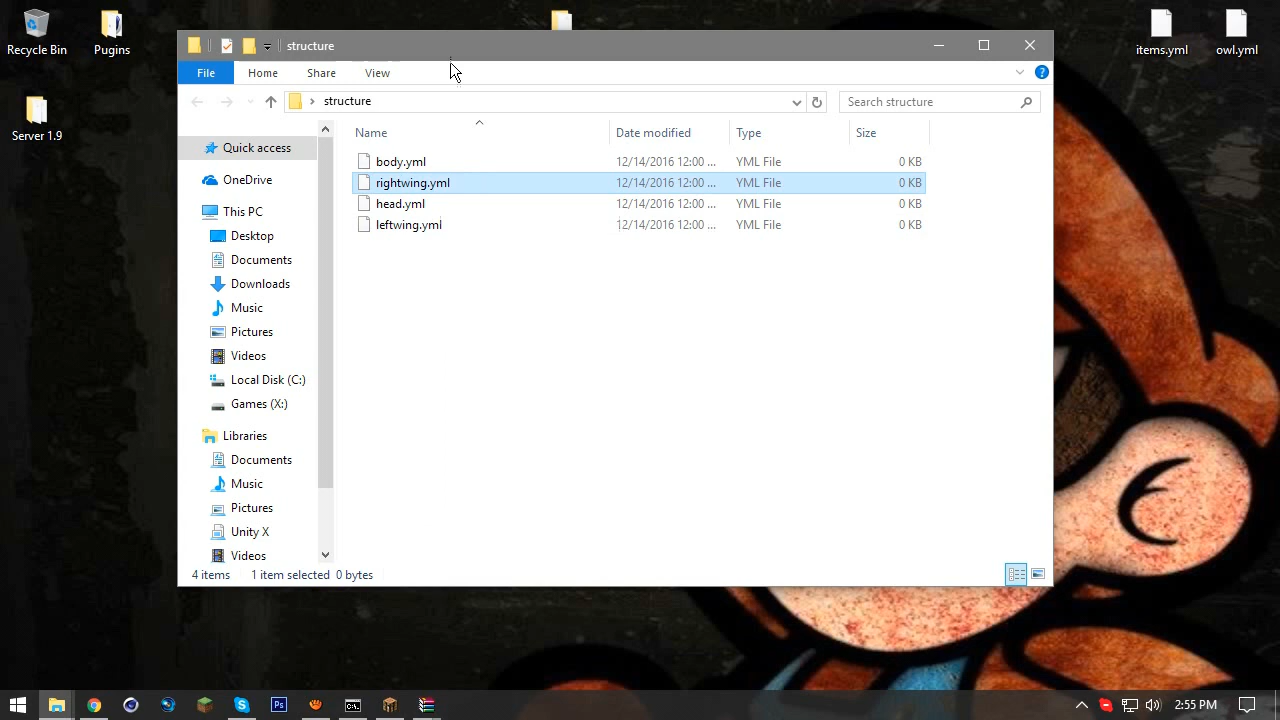 Recycle Bin
Pugins
Server 1.9
items.yml
owl.yml
structure
File Home Share View
structure
Search structure
Name Date modified Type Size
body.yml 12/14/2016 12:00 ... YML File 0 KB
rightwing.yml 12/14/2016 12:00 ... YML File 0 KB
head.yml 12/14/2016 12:00 ... YML File 0 KB
leftwing.yml 12/14/2016 12:00 ... YML File 0 KB
Quick access
OneDrive
This PC
Desktop
Documents
Downloads
Music
Pictures
Videos
Local Disk (C:)
Games (X:)
Libraries
Documents
Music
Pictures
Unity X
Videos
4 items 1 item selected 0 bytes
Ps
2:55 PM